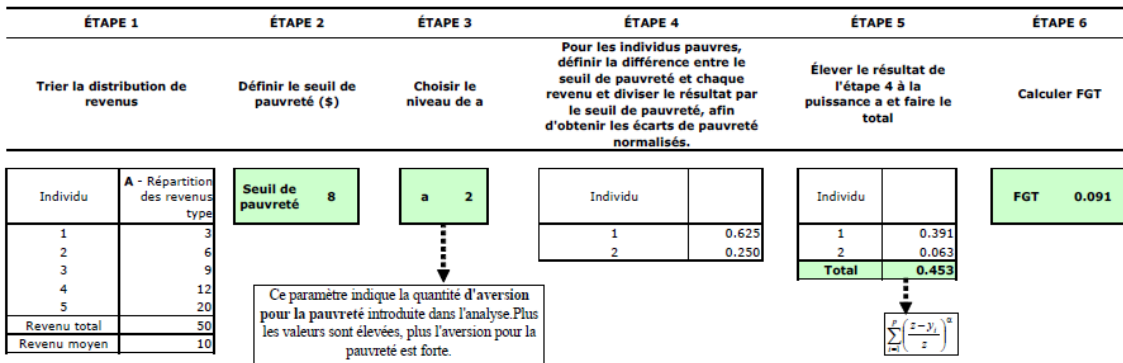 ÉTAPE 1
ÉTAPE 2
ÉTAPE 3
ÉTAPE 4
ÉTAPE 5
ÉTAPE 6
Trier la distribution de
revenus
Définir le seuil de
pauvreté ($)
Choisir le
niveau de a
Pour les individus pauvres,
définir la différence entre le
seuil de pauvreté et chaque
revenu et diviser le résultat par
le seuil de pauvreté, afin
d'obtenir les écarts de pauvreté
normalisés.
Élever le résultat de
l'étape 4 à la
puissance a et faire le
total
Calculer FGT
Individu
A - Répartition
des revenus
type
1 3
2 6
3 9
4 12
5 20
Revenu total 50
Revenu moyen 10
Seuil de
pauvreté 8
a 2
Ce paramètre indique la quantité d'aversion
pour la pauvreté introduite dans l'analyse.Plus
les valeurs sont élevées, plus l'aversion pour la
pauvreté est forte.
Individu
1 0.625
2 0.250
Individu
1 0.391
2 0.063
Total 0.453
\sum_{i=1}^{p}\left(\frac{z-y_i}{z}\right)^{\alpha}
FGT 0.091